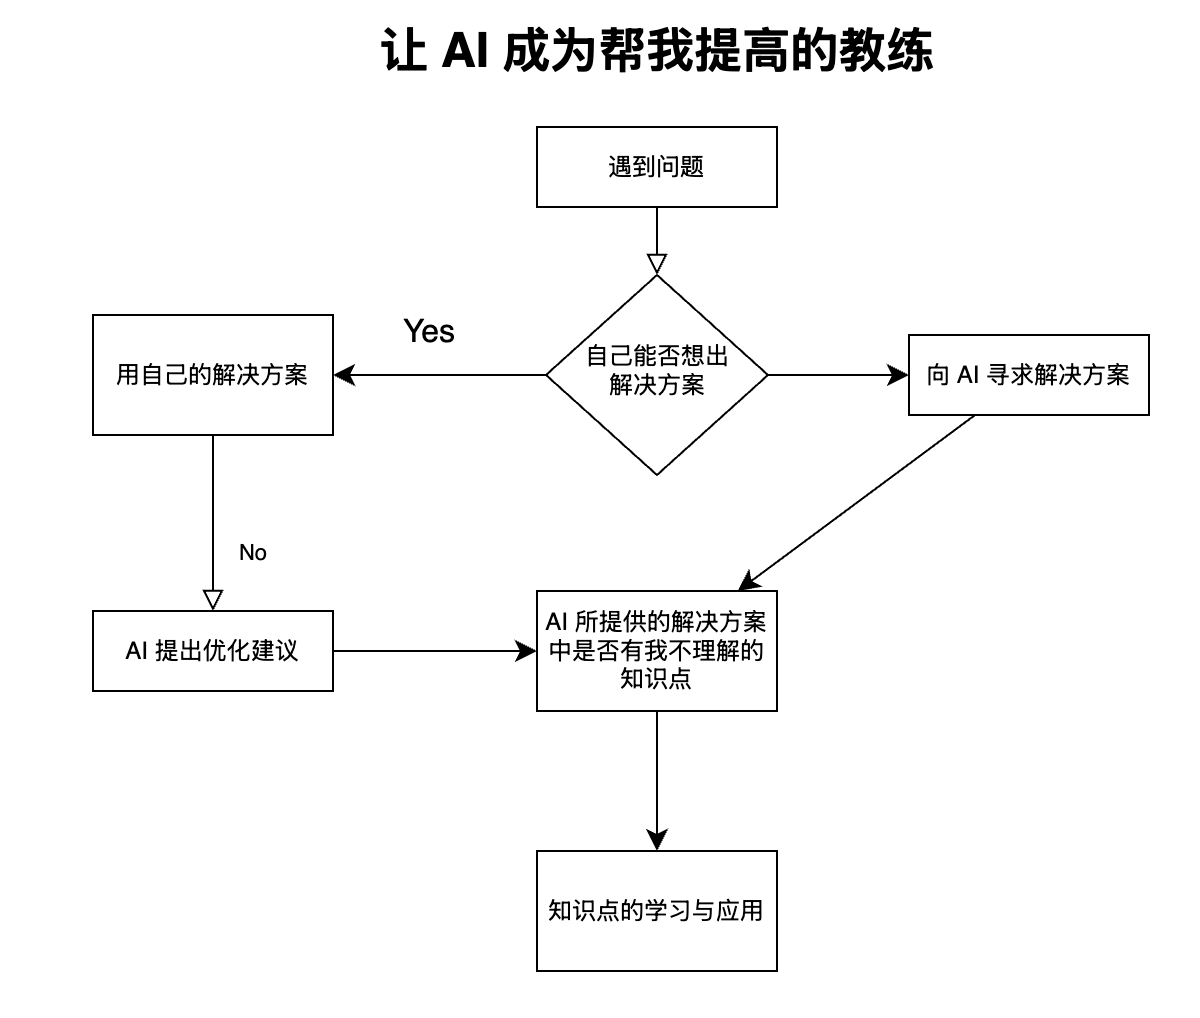 让 AI 成为帮我提高的教练
遇到问题
Yes
自己能否想出
解决方案
用自己的解决方案
向 AI 寻求解决方案
No
AI 提出优化建议
AI 所提供的解决方案
中是否有我不理解的
知识点
知识点的学习与应用